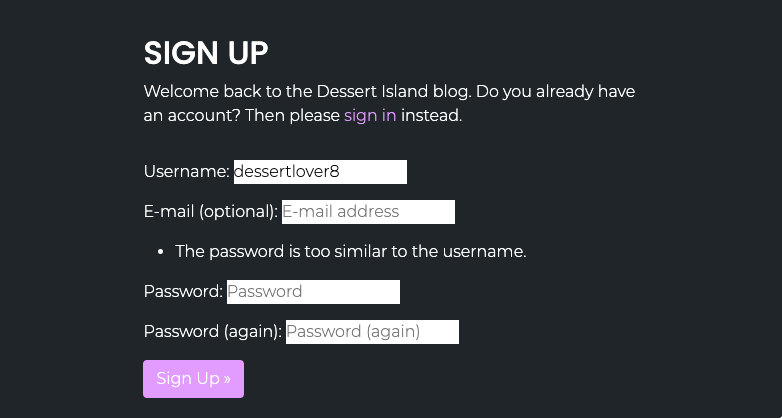 SIGN UP
Welcome back to the Dessert Island blog. Do you already have
an account? Then please sign in instead.
Username: dessertlover8
E-mail (optional): E-mail address
• The password is too similar to the username.
Password: Password
Password (again): Password (again)
Sign Up »